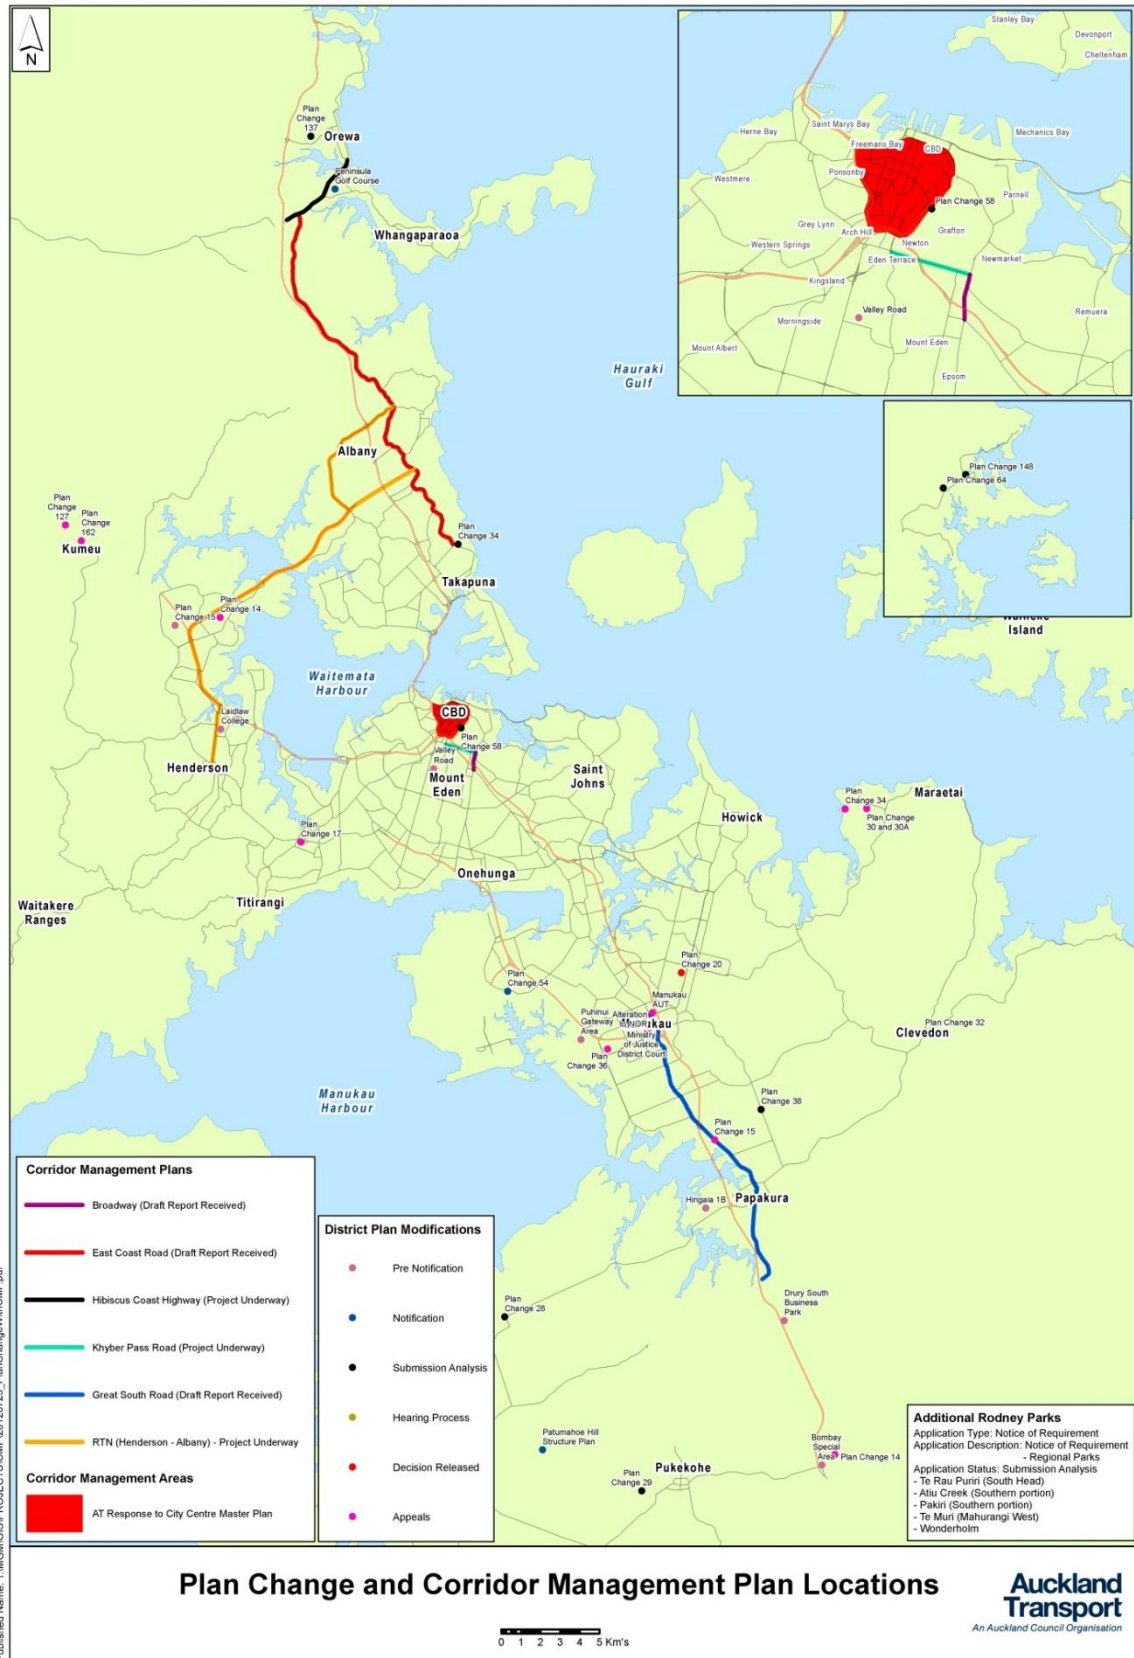 N
Plan
Change
137
Orewa
Peninsula
Golf Course
Whangaparaoa
Hauraki
Gulf
Albany
Plan
Change
127
Plan
Change
162
Kumeu
Plan
Change 34
Takapuna
Plan
Change 15
Plan
Change 14
Waitemata
Harbour
Laidlaw
College
Henderson
CBD
Plan
Change 58
Valley
Road
Mount
Eden
Saint
Johns
Howick
Plan
Change 34
Plan Change
30 and 30A
Maraetai
Plan
Change 17
Onehunga
Titirangi
Waitakere
Ranges
Plan
Change 20
Plan
Change 54
Manukau
AUT
Puhinui
Gateway
Area
Alteration
Ministry
of Justice
District Court
Plan
Change 36
Plan Change 32
Clevedon
Manukau
Harbour
Plan
Change 38
Plan
Change 15
Hingaia 1B
Papakura
Drury South
Business
Park
Plan
Change 28
Patumahoe Hill
Structure Plan
Bombay
Special
Area
Plan Change 14
Pukekohe
Plan
Change 29
Island
Stanley Bay
Devonport
Cheltenham
Herne Bay
Saint Marys Bay
Freemans Bay
CBD
Mechanics Bay
Westmere
Ponsonby
Parnell
Plan Change 58
Grey Lynn
Arch Hill
Grafton
Western Springs
Newton
Eden Terrace
Newmarket
Kingsland
Morningside
Valley Road
Remuera
Mount Albert
Mount Eden
Epsom
Plan Change 148
Plan Change 64
Corridor Management Plans
Broadway (Draft Report Received)
East Coast Road (Draft Report Received)
Hibiscus Coast Highway (Project Underway)
Khyber Pass Road (Project Underway)
Great South Road (Draft Report Received)
RTN (Henderson - Albany) - Project Underway
Corridor Management Areas
AT Response to City Centre Master Plan
District Plan Modifications
Pre Notification
Notification
Submission Analysis
Hearing Process
Decision Released
Appeals
Additional Rodney Parks
Application Type: Notice of Requirement
Application Description: Notice of Requirement
- Regional Parks
Application Status: Submission Analysis
- Te Rau Puriri (South Head)
- Atiu Creek (Southern portion)
- Pakiri (Southern portion)
- Te Muri (Mahurangi West)
- Wonderholm
Plan Change and Corridor Management Plan Locations
0 1 2 3 4 5 Km's
Auckland
Transport
An Auckland Council Organisation